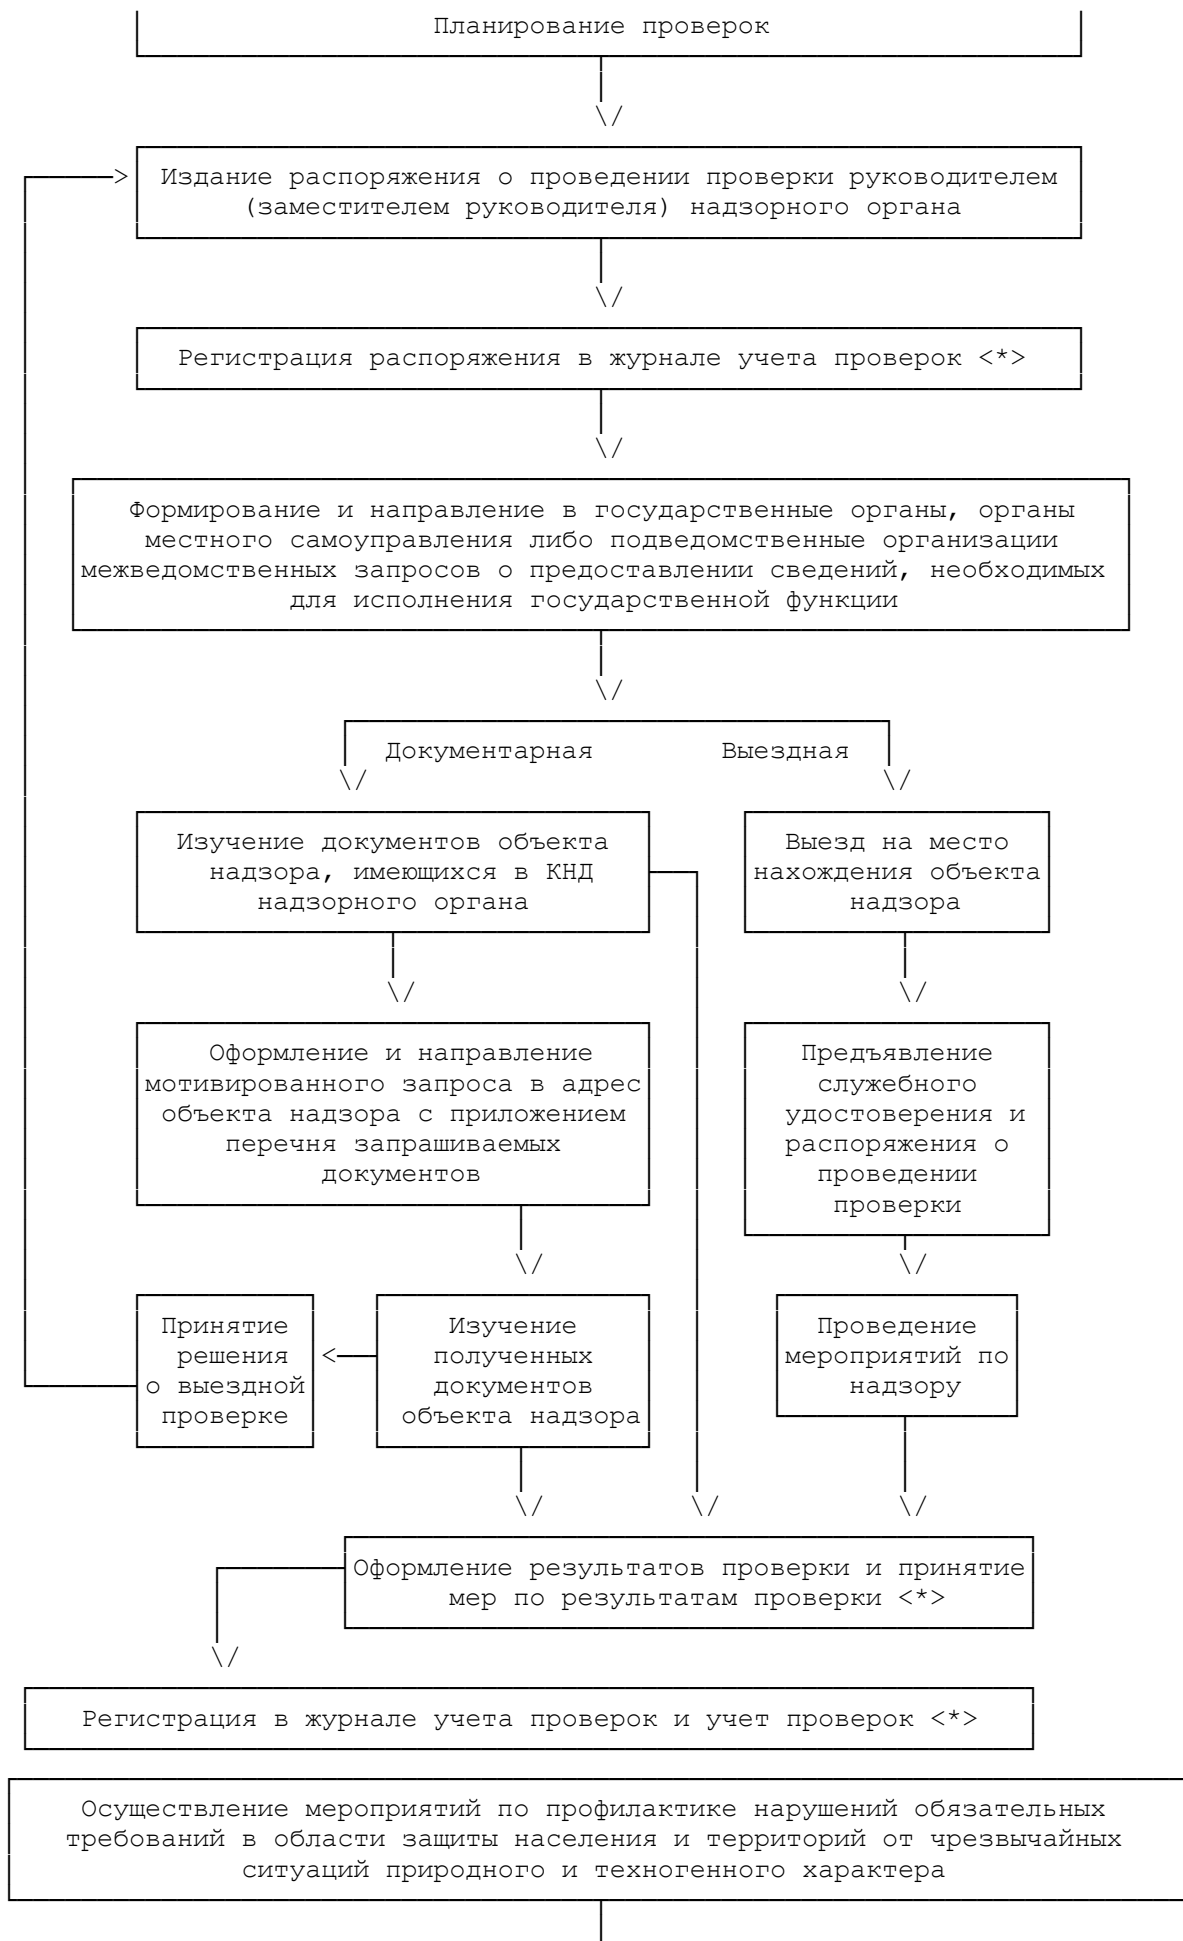 Планирование проверок
Издание распоряжения о проведении проверки руководителем
(заместителем руководителя) надзорного органа
Регистрация распоряжения в журнале учета проверок <*>
Формирование и направление в государственные органы, органы
местного самоуправления либо подведомственные организации
межведомственных запросов о предоставлении сведений, необходимых
для исполнения государственной функции
Документарная
Выездная
Изучение документов объекта
надзора, имеющихся в КНД
надзорного органа
Выезд на место
нахождения объекта
надзора
Оформление и направление
мотивированного запроса в адрес
объекта надзора с приложением
перечня запрашиваемых
документов
Предъявление
служебного
удостоверения и
распоряжения о
проведении
проверки
Принятие
решения
о выездной
проверке
Изучение
полученных
документов
объекта надзора
Проведение
мероприятий по
надзору
Оформление результатов проверки и принятие
мер по результатам проверки <*>
Регистрация в журнале учета проверок и учет проверок <*>
Осуществление мероприятий по профилактике нарушений обязательных
требований в области защиты населения и территорий от чрезвычайных
ситуаций природного и техногенного характера